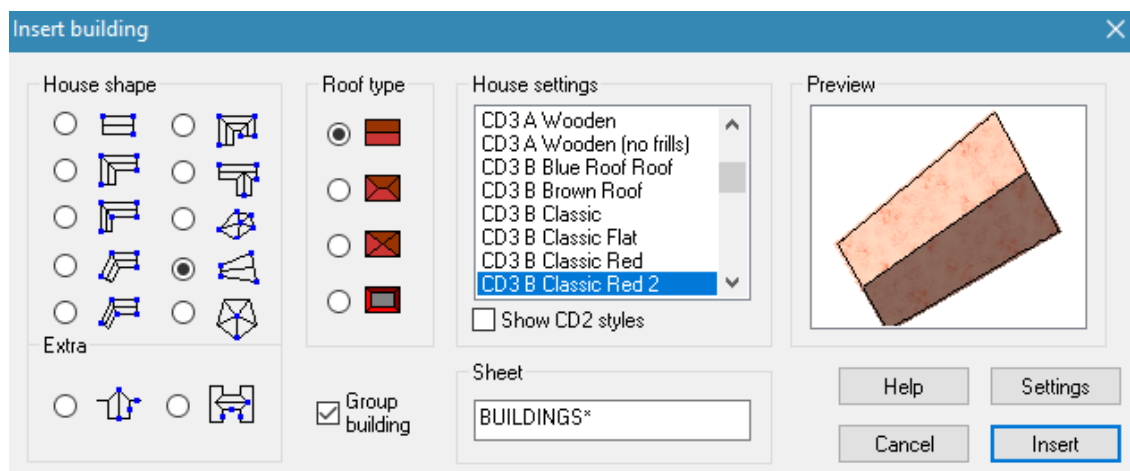 Insert building
House shape
Extra
Roof type
Group
building
House settings
CD3 A Wooden
CD3 A Wooden (no frills)
CD3 B Blue Roof Roof
CD3 B Brown Roof
CD3 B Classic
CD3 B Classic Flat
CD3 B Classic Red
CD3 B Classic Red 2
Show CD2 styles
Sheet
BUILDINGS*
Preview
Help
Settings
Cancel
Insert